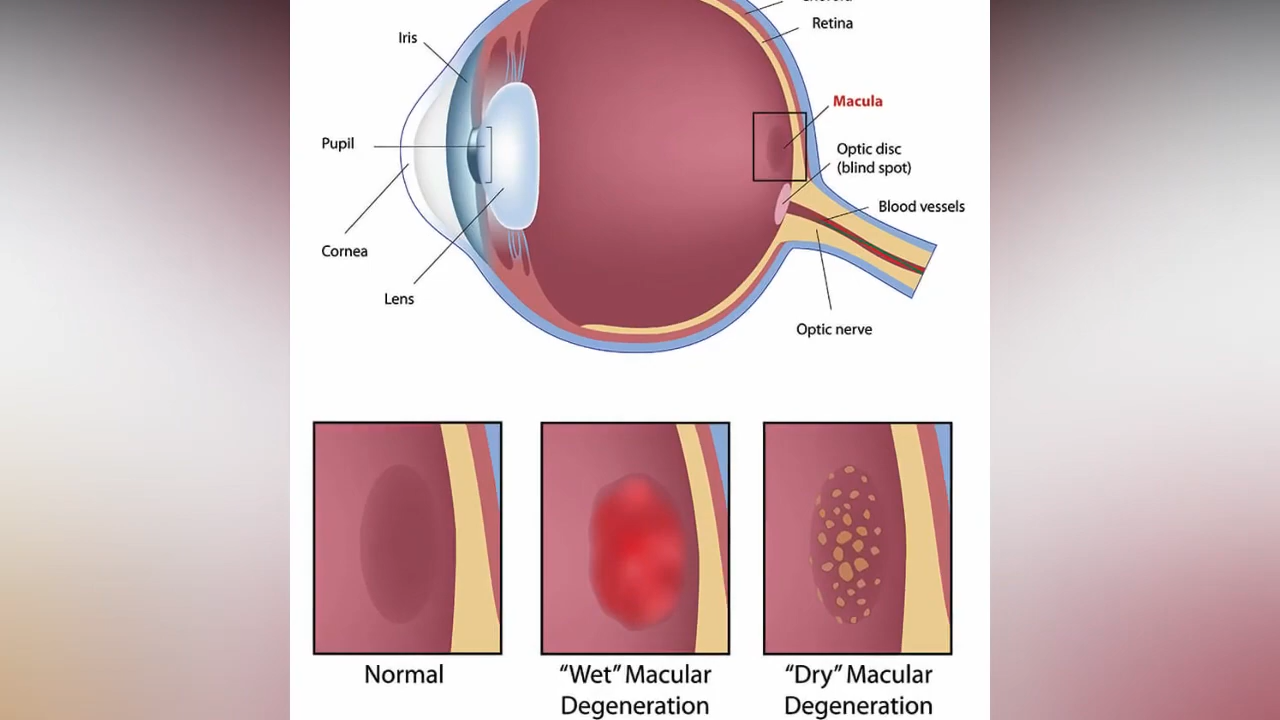 Iris
Retina
Macula
Pupil
Optic disc
(blind spot)
Blood vessels
Cornea
Lens
Optic nerve
Normal
“Wet” Macular
Degeneration
“Dry” Macular
Degeneration